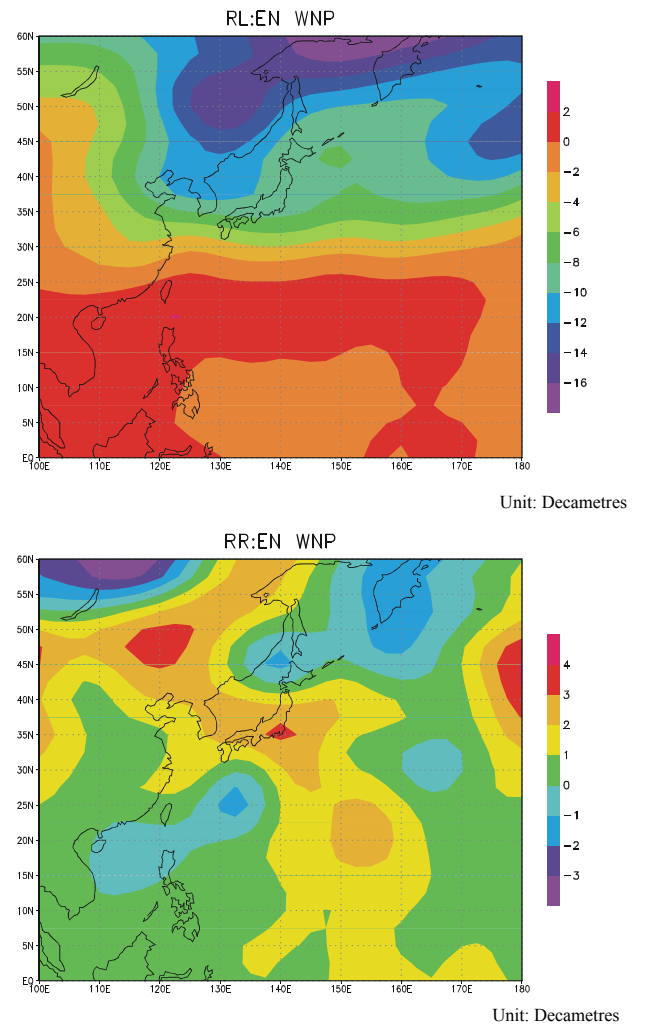 RL:EN WNP
60N
55N
50N
45N
40N
35N
30N
25N
20N
15N
10N
5N
EQ
100E 110E 120E 130E 140E 150E 160E 170E 180
2
0
−2
−4
−6
−8
−10
−12
−14
−16
Unit: Decametres
RR:EN WNP
60N
55N
50N
45N
40N
35N
30N
25N
20N
15N
10N
5N
EQ
100E 110E 120E 130E 140E 150E 160E 170E 180
4
3
2
1
0
−1
−2
−3
Unit: Decametres